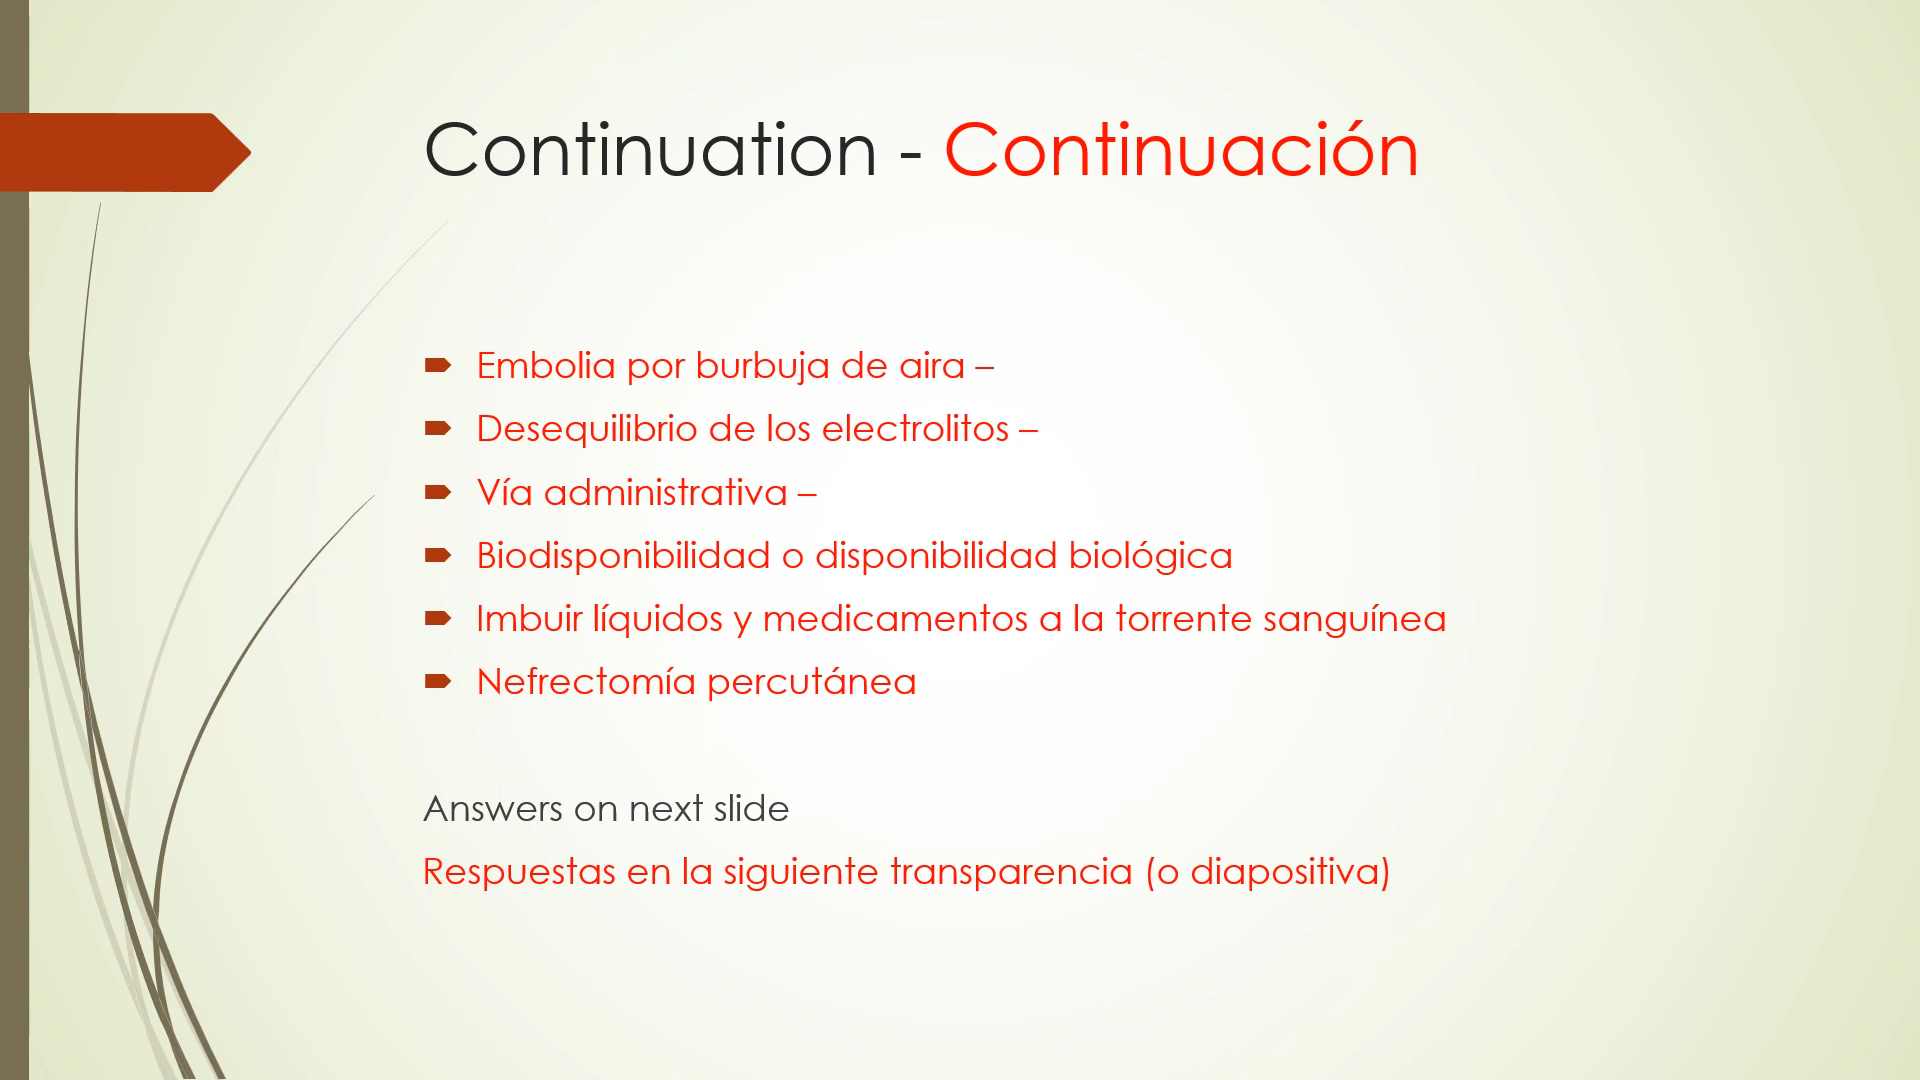 Continuation - Continuación
Embolia por burbuja de aira –
Desequilibrio de los electrolitos –
Vía administrativa –
Biodisponibilidad o disponibilidad biológica
Imbuir líquidos y medicamentos a la torrente sanguínea
Nefrectomía percutánea
Answers on next slide
Respuestas en la siguiente transparencia (o diapositiva)